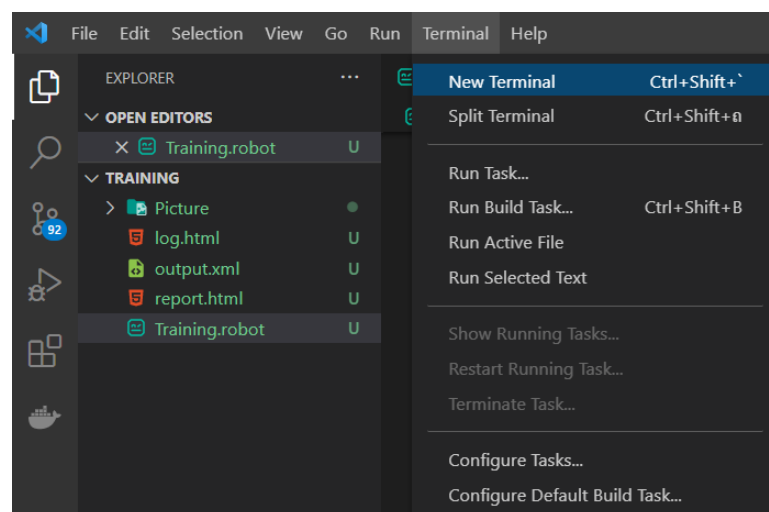 File Edit Selection View Go Run Terminal Help
EXPLORER ...
OPEN EDITORS
Training.robot U
TRAINING
Picture
log.html U
output.xml U
report.html U
Training.robot U
92
New Terminal Ctrl+Shift+`
Split Terminal Ctrl+Shift+ถ
Run Task...
Run Build Task... Ctrl+Shift+B
Run Active File
Run Selected Text
Show Running Tasks...
Restart Running Task...
Terminate Task...
Configure Tasks...
Configure Default Build Task...